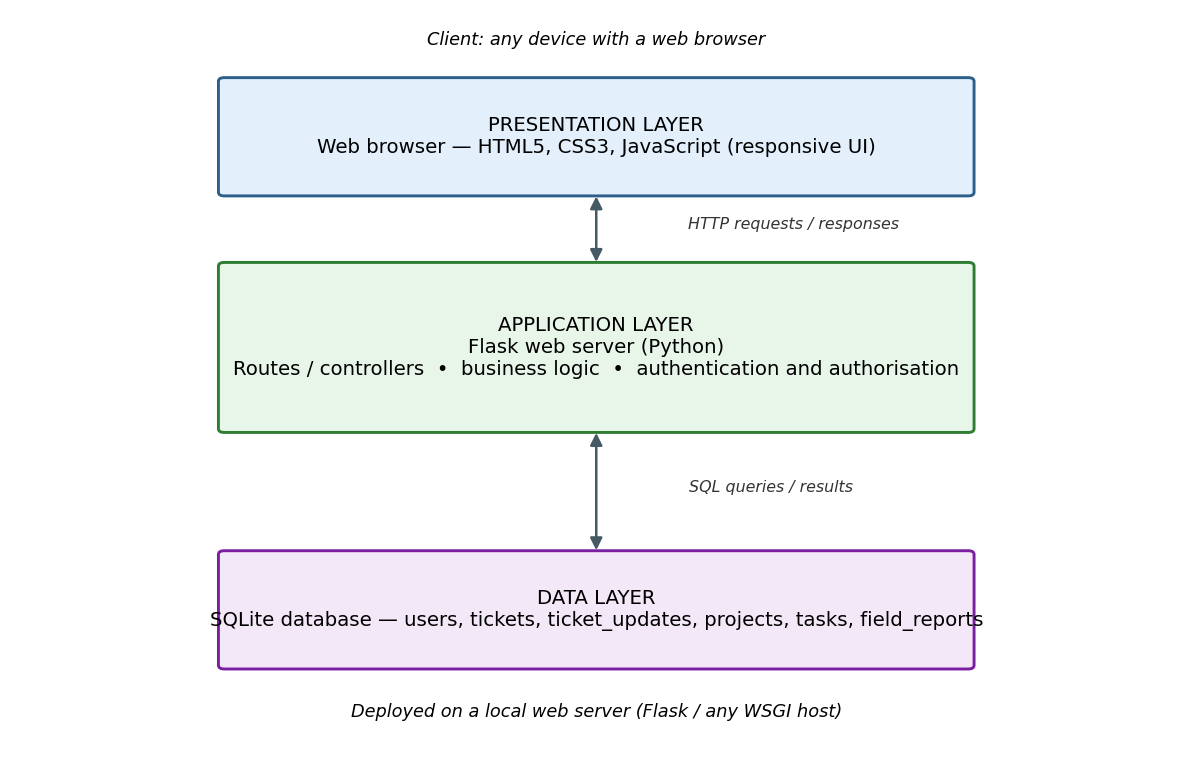 Client: any device with a web browser
PRESENTATION LAYER
Web browser — HTML5, CSS3, JavaScript (responsive UI)
HTTP requests / responses
APPLICATION LAYER
Flask web server (Python)
Routes / controllers • business logic • authentication and authorisation
SQL queries / results
DATA LAYER
SQLite database — users, tickets, ticket_updates, projects, tasks, field_reports
Deployed on a local web server (Flask / any WSGI host)